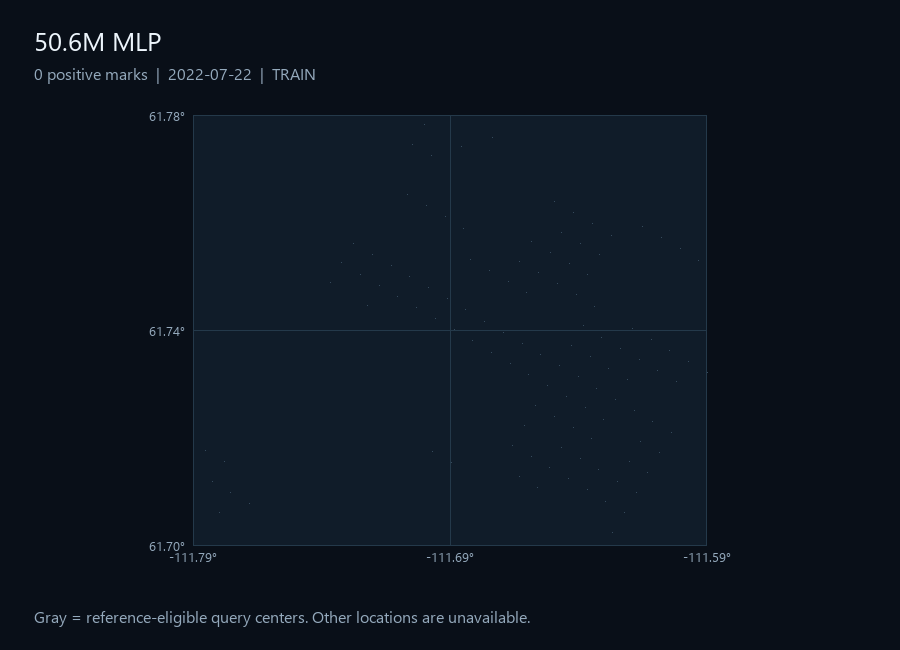 50.6M MLP
0 positive marks | 2022-07-22 | TRAIN
61.78°
61.74°
61.70°
-111.79° -111.69° -111.59°
Gray = reference-eligible query centers. Other locations are unavailable.